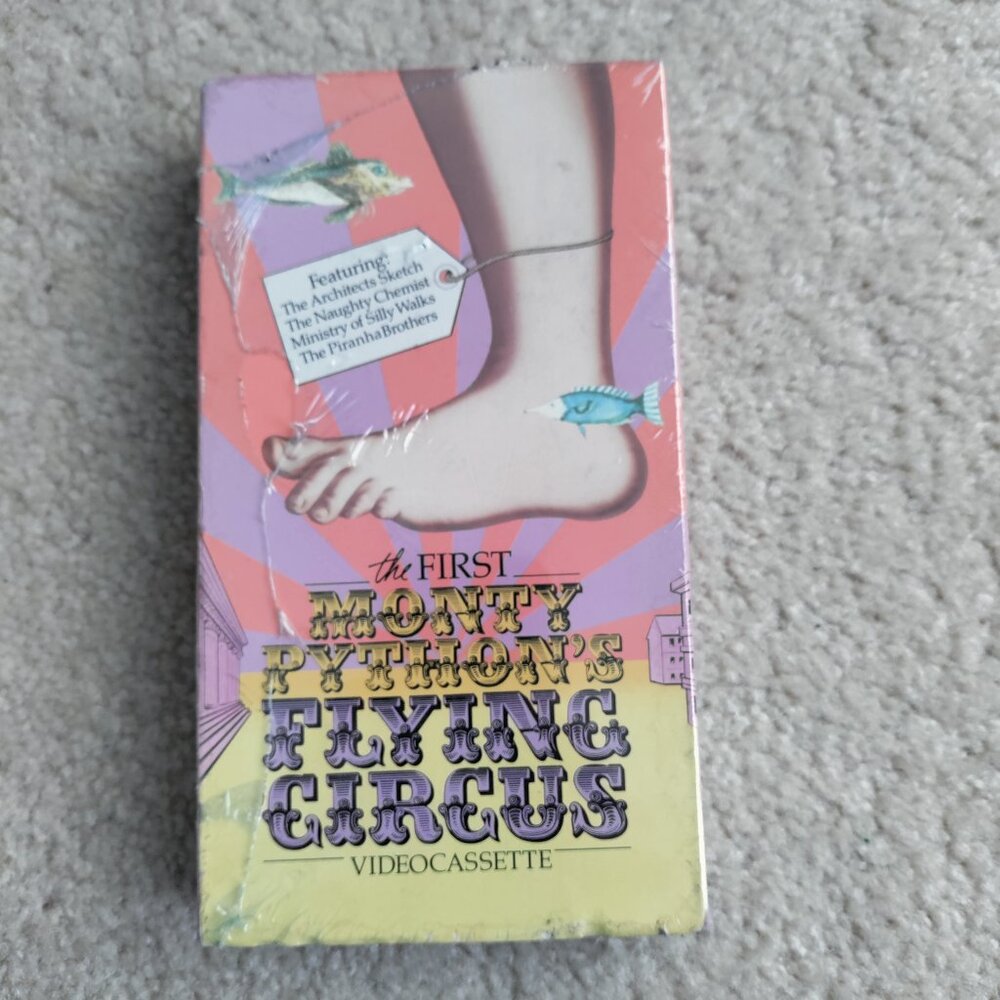 Featuring:
The Architects Sketch
The Naughty Chemist
Ministry of Silly Walks
The Piranha Brothers
the FIRST
MONTY
PYTHON'S
FLYING
CIRCUS
VIDEOCASSETTE